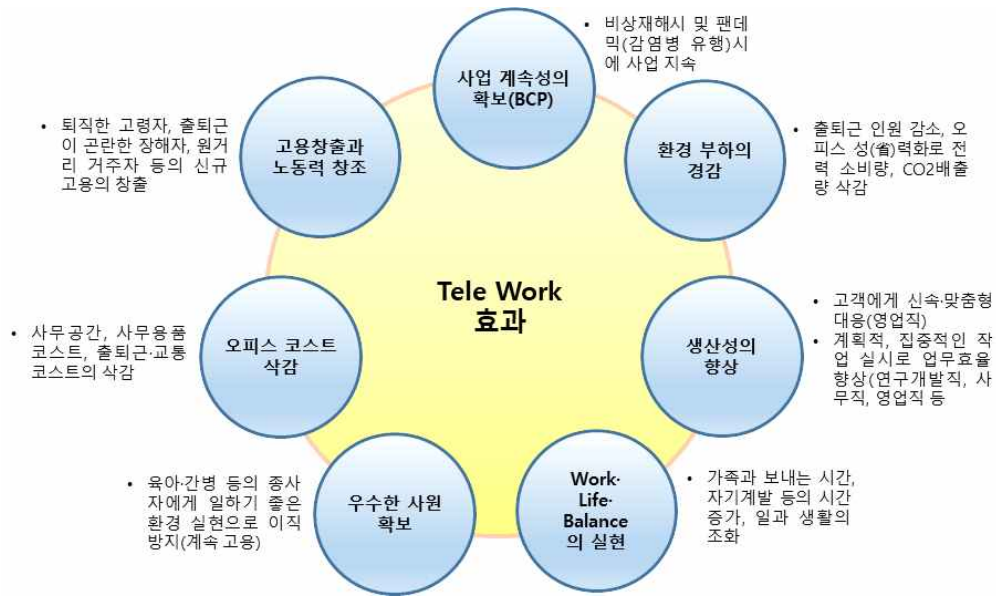 사업 계속성의
확보(BCP)
• 비상재해시 및 팬데
믹(감염병 유행)시
에 사업 지속
환경 부하의
경감
• 출퇴근 인원 감소, 오
피스 성(省)력화로 전
력 소비량, CO2배출
량 삭감
생산성의
향상
• 고객에게 신속·맞춤형
대응(영업직)
• 계획적, 집중적인 작
업 실시로 업무효율
향상(연구개발직, 사
무직, 영업직 등
Work·
Life·
Balance
의 실현
• 가족과 보내는 시간,
자기계발 등의 시간
증가, 일과 생활의
조화
우수한 사원
확보
• 육아·간병 등의 종사
자에게 일하기 좋은
환경 실현으로 이직
방지(계속 고용)
오피스 코스트
삭감
• 사무공간, 사무용품
코스트, 출퇴근·교통
코스트의 삭감
고용창출과
노동력 창조
• 퇴직한 고령자, 출퇴근
이 곤란한 장해자, 원거
리 거주자 등의 신규
고용의 창출
Tele Work
효과